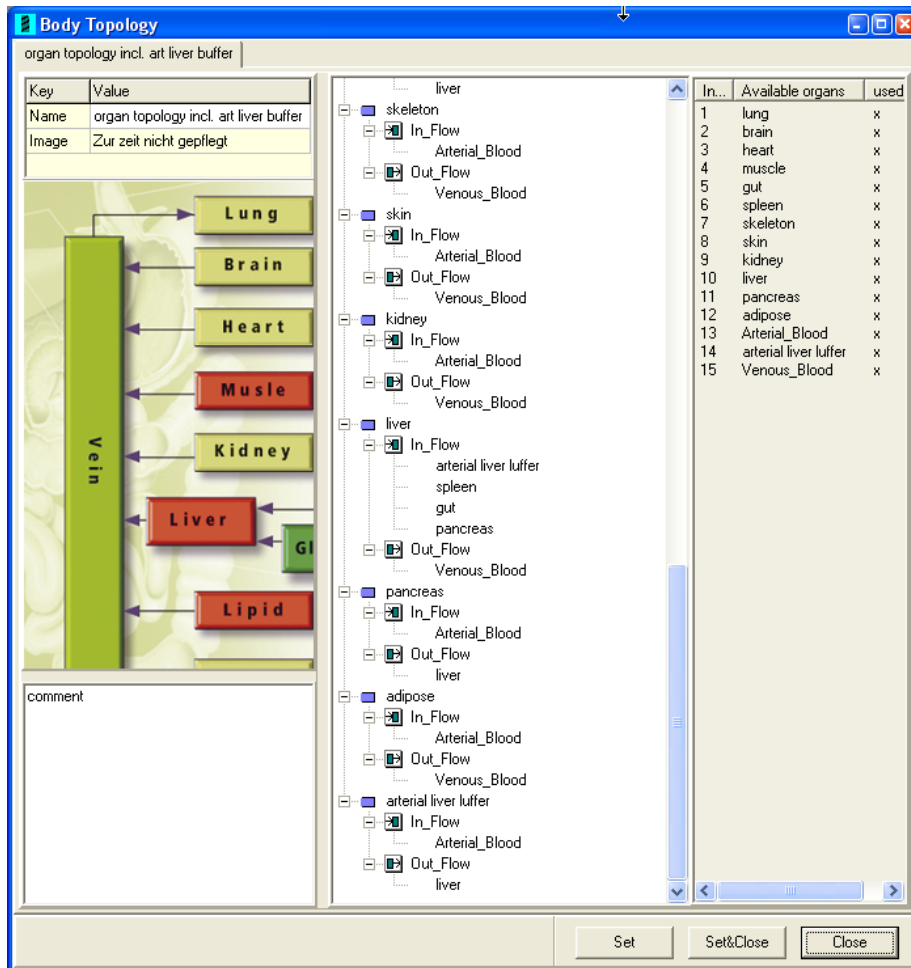 Body Topology
organ topology incl. art liver buffer
Key Value
Name organ topology incl. art liver buffer
Image Zur zeit nicht gepflegt
Lung
Brain
Heart
Musle
Kidney
Vein
Liver
Gl
Lipid
comment
liver
skeleton
In_Flow
Arterial_Blood
Out_Flow
Venous_Blood
skin
In_Flow
Arterial_Blood
Out_Flow
Venous_Blood
kidney
In_Flow
Arterial_Blood
Out_Flow
Venous_Blood
liver
In_Flow
arterial liver luffer
spleen
gut
pancreas
Out_Flow
Venous_Blood
pancreas
In_Flow
Arterial_Blood
Out_Flow
liver
adipose
In_Flow
Arterial_Blood
Out_Flow
Venous_Blood
arterial liver luffer
In_Flow
Arterial_Blood
Out_Flow
liver
In... Available organs used
1 lung x
2 brain x
3 heart x
4 muscle x
5 gut x
6 spleen x
7 skeleton x
8 skin x
9 kidney x
10 liver x
11 pancreas x
12 adipose x
13 Arterial_Blood x
14 arterial liver luffer x
15 Venous_Blood x
Set Set&Close Close